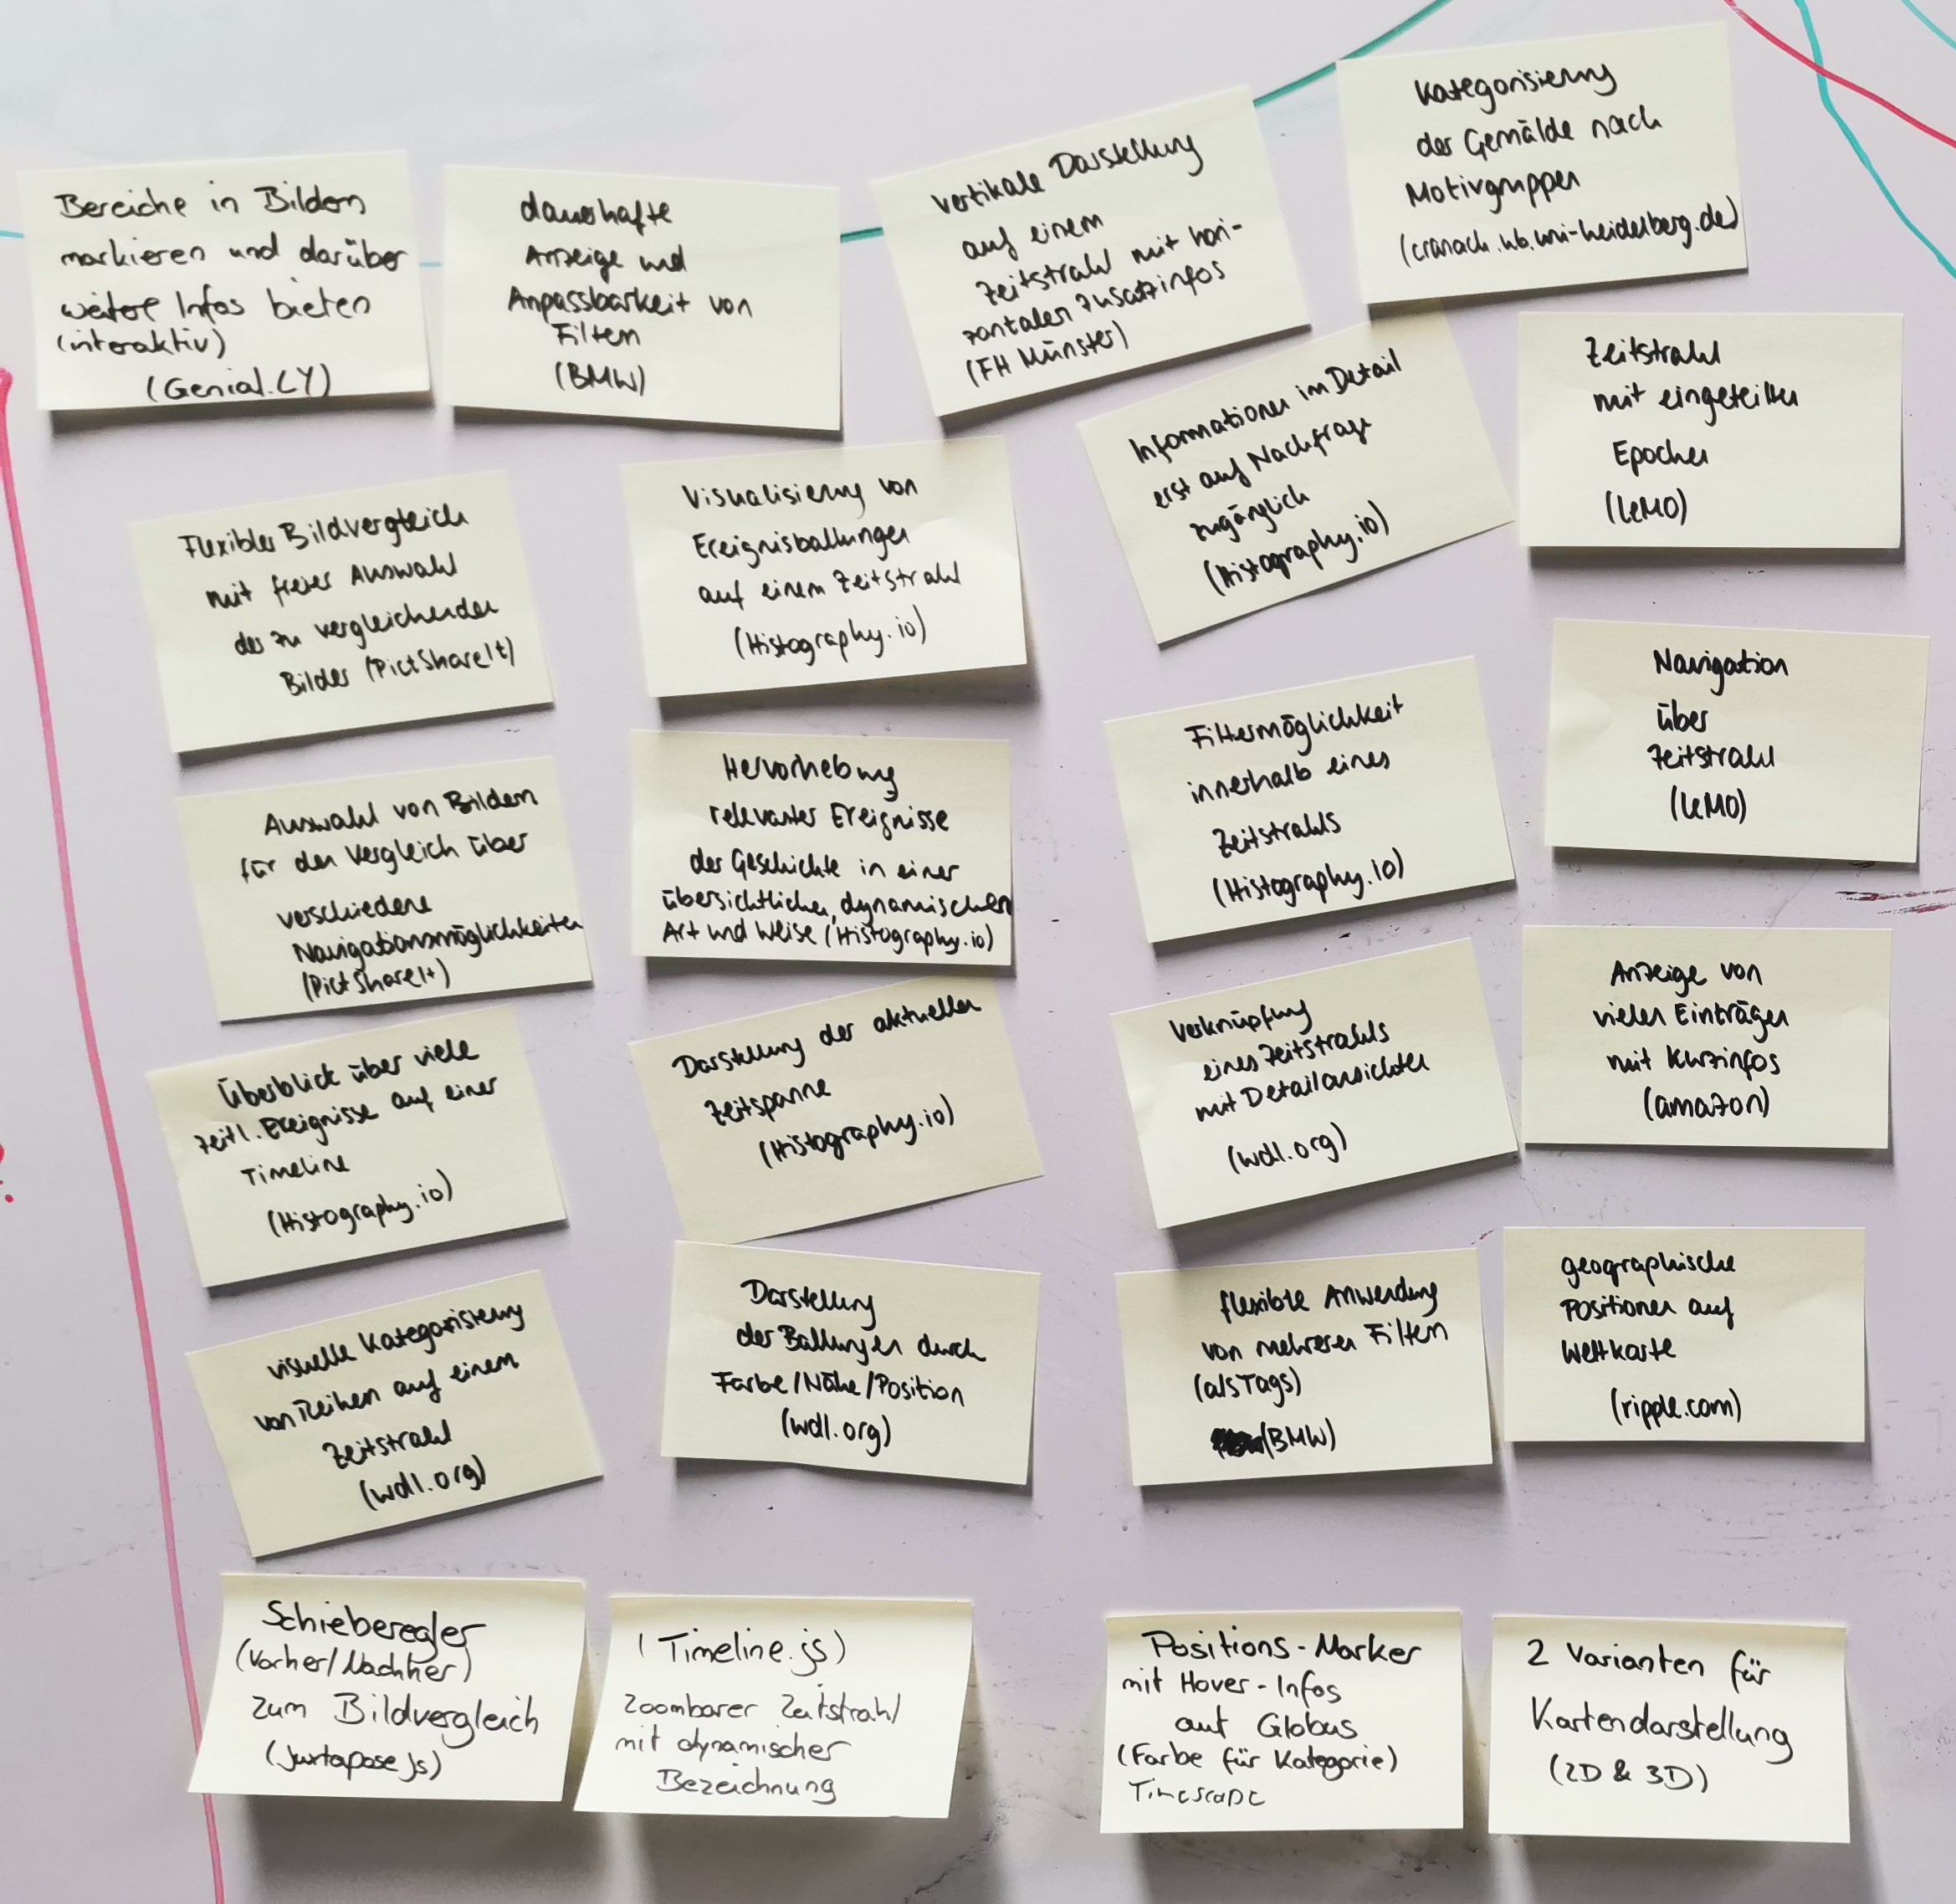 Bereiche in Bildern
markieren und darüber
weitere Infos bieten
(interaktiv)
(Genial.LY)
dauerhafte
Anzeige und
Anpassbarkeit von
Filtern
(BMW)
vertikale Darstellung
auf einem
Zeitstrahl mit hori-
zontalen Zusatzinfos
(FH Münster)
Kategorisierung
der Gemälde nach
Motivgruppen
(cranach.ub.uni-heidelberg.de)
Flexibler Bildvergleich
mit freier Auswahl
der zu vergleichenden
Bilder (PictShareIt)
Visualisierung von
Ereignisballungen
auf einem Zeitstrahl
(Histography.io)
Informationen im Detail
erst auf Nachfrage
zugänglich
(Histography.io)
Zeitstrahl
mit eingeteilten
Epochen
(LeMO)
Auswahl von Bildern
für den Vergleich über
verschiedene
Navigationsmöglichkeiten
(PictShareIt)
Hervorhebung
relevanter Ereignisse
der Geschichte in einer
übersichtlichen, dynamischen
Art und Weise (Histography.io)
Filtermöglichkeit
innerhalb eines
Zeitstrahls
(Histography.io)
Navigation
über
Zeitstrahl
(LeMO)
Überblick über viele
zeitl. Ereignisse auf einer
Timeline
(Histography.io)
Darstellung der aktuellen
Zeitspanne
(Histography.io)
Verknüpfung
eines Zeitstrahls
mit Detailansichten
(wdl.org)
Anzeige von
vielen Einträgen
mit Kurzinfos
(amazon)
visuelle Kategorisierung
von Reihen auf einem
Zeitstrahl
(wdl.org)
Darstellung
der Ballungen durch
Farbe/Nähe/Position
(wdl.org)
flexible Anwendung
von mehreren Filtern
(als Tags)
(BMW)
geographische
Positionen auf
Weltkarte
(ripple.com)
Schieberegler
(Vorher/Nachher)
zum Bildvergleich
(Juxtapose js)
(Timeline.js)
Zoombarer Zeitstrahl
mit dynamischer
Bezeichnung
Positions-Marker
mit Hover-Infos
auf Globus
(Farbe für Kategorie)
Timescape
2 Varianten für
Kartendarstellung
(2D & 3D)